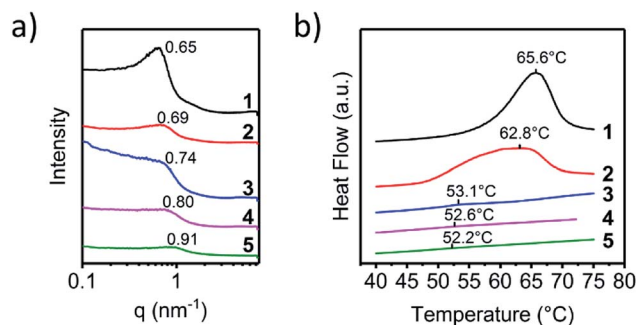 a)
Intensity
0.65
1
0.69
2
0.74
3
0.80
4
0.91
5
0.1
1
q (nm⁻¹)
b)
Heat Flow (a.u.)
65.6°C
1
62.8°C
2
53.1°C
3
52.6°C
4
52.2°C
5
40 45 50 55 60 65 70 75 80
Temperature (°C)